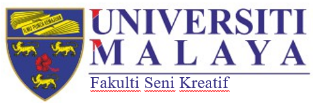 UNIVERSITI
MALAYA
Fakulti Seni Kreatif